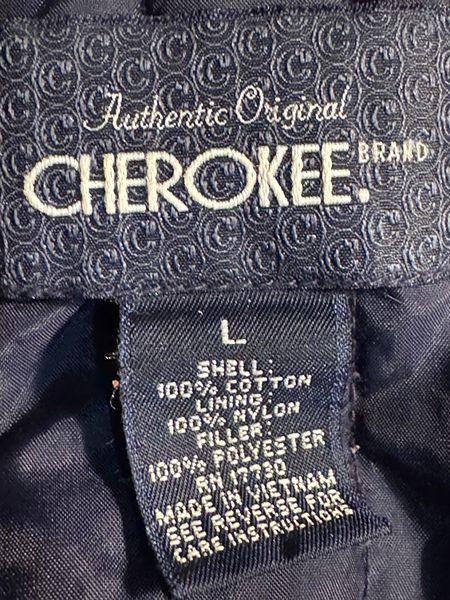 Authentic Original
CHEROKEE. BRAND
L
SHELL:
100% COTTON
LINING:
100% NYLON
FILLER:
100% POLYESTER
RN 17730
MADE IN VIETNAM
SEE REVERSE FOR
CARE INSTRUCTIONS